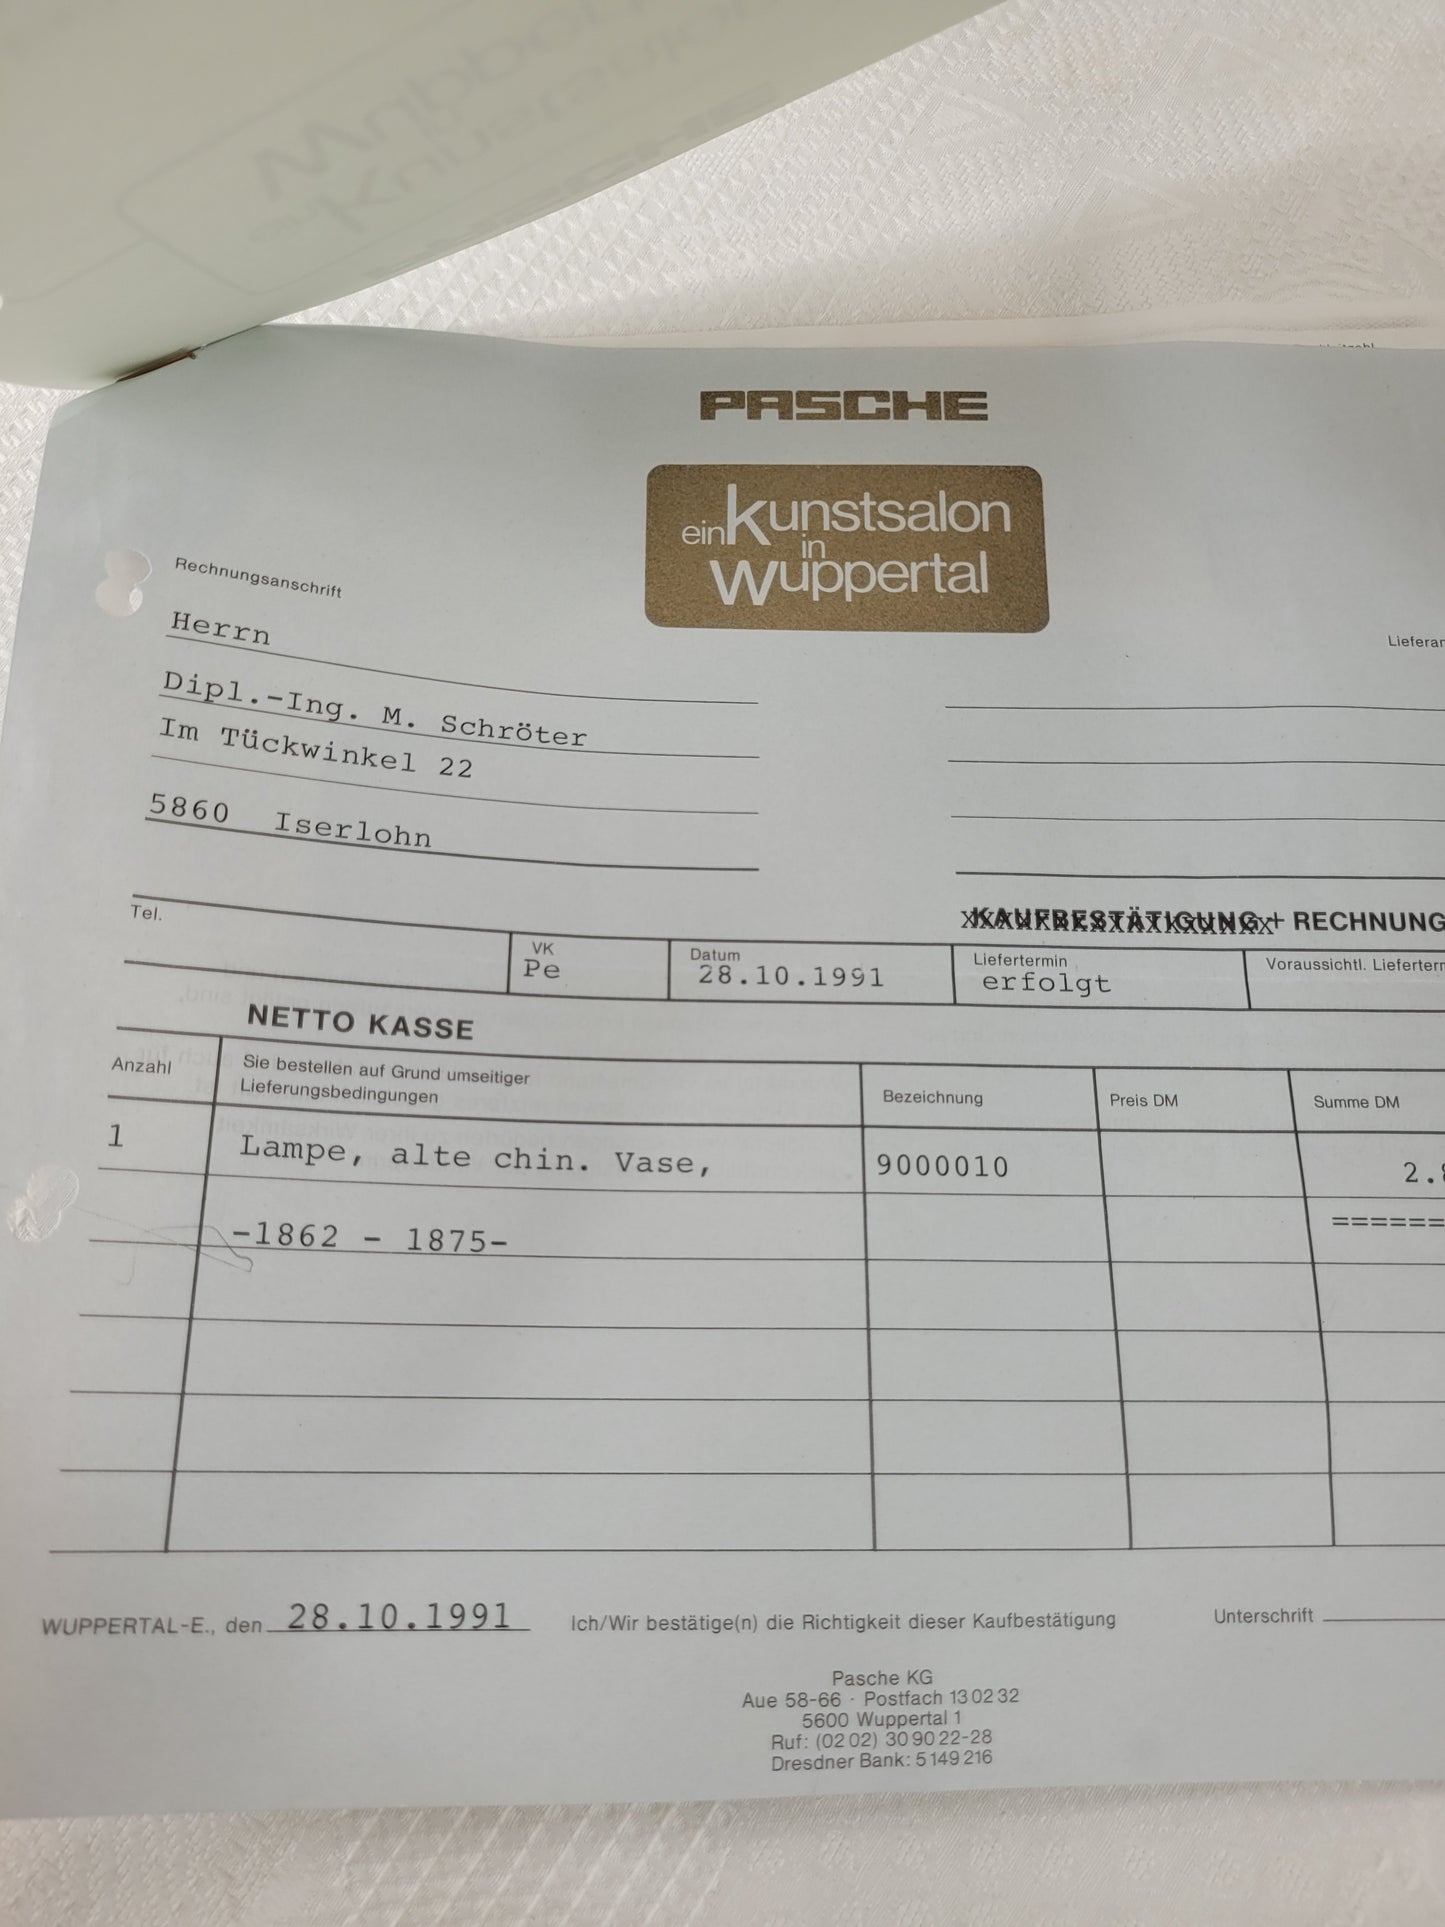 PASCHE
ein Kunstsalon
in
Wuppertal
Rechnungsanschrift
Herrn
Dipl.-Ing. M. Schröter
Im Tückwinkel 22
5860 Iserlohn
KAUFBESTÄTIGUNG + RECHNUNG
Tel.
VK
Pe
Datum
28.10.1991
Liefertermin
erfolgt
Voraussichtl.
NETTO KASSE
Anzahl
Sie bestellen auf Grund umseitiger
Lieferungsbedingungen
Bezeichnung
Preis DM
Summe DM
1
Lampe, alte chin. Vase,
9000010
-1862 - 1875-
=======
WUPPERTAL-E., den 28.10.1991
Ich/Wir bestätige(n) die Richtigkeit dieser Kaufbestätigung
Unterschrift
Pasche KG
Aue 58-66 · Postfach 13 02 32
5600 Wuppertal 1
Ruf: (02 02) 30 90 22-28
Dresdner Bank: 5 149 216